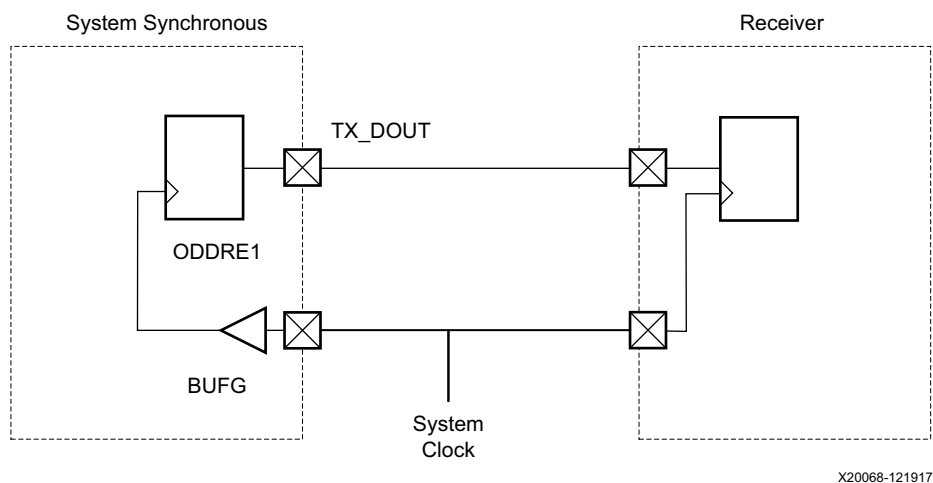 System Synchronous
Receiver
TX_DOUT
ODDRE1
BUFG
System
Clock
X20068-121917